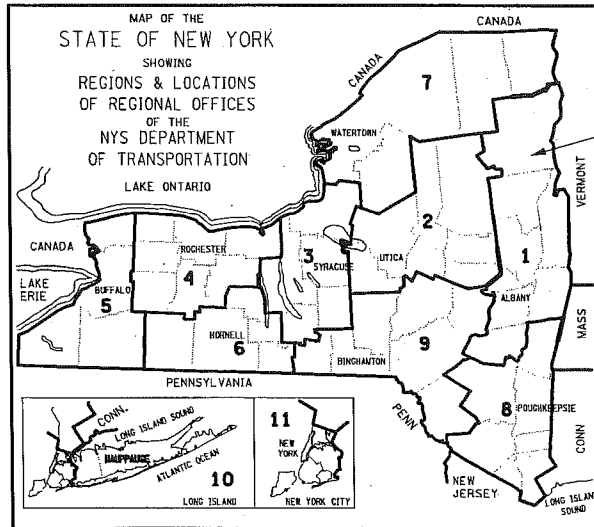 MAP OF THE
STATE OF NEW YORK
SHOWING
REGIONS & LOCATIONS
OF REGIONAL OFFICES
OF THE
NYS DEPARTMENT
OF TRANSPORTATION
CANADA
CANADA
7
WATERTOWN
LAKE ONTARIO
VERMONT
CANADA
ROCHESTER
3
SYRACUSE
2
UTICA
1
LAKE
ERIE
BUFFALO
5
4
ALBANY
MASS
HORNELL
6
BINGHAMTON
9
PENNSYLVANIA
PENN
8
POUGHKEEPSIE
CONN
NEW
JERSEY
LONG ISLAND
SOUND
CONN.
LONG ISLAND SOUND
HAUPPAUGE
ATLANTIC OCEAN
10
LONG ISLAND
11
NEW
YORK
NEW YORK CITY